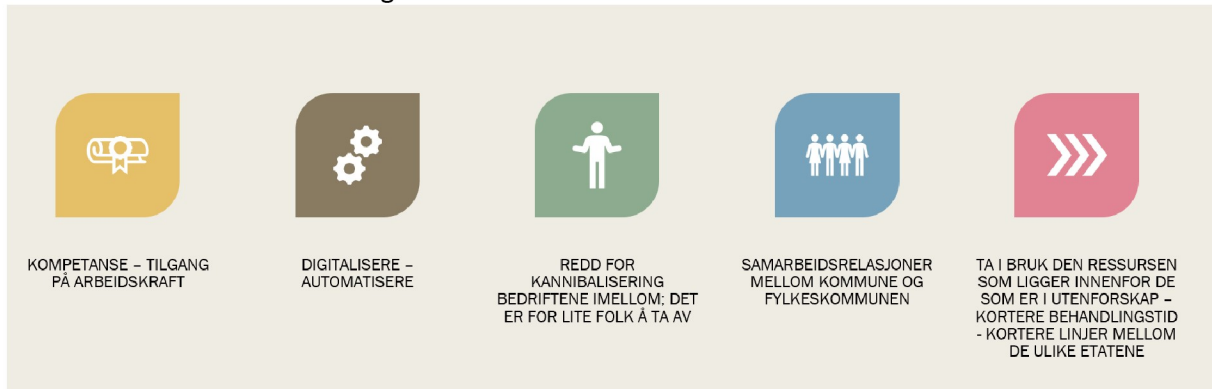 KOMPETANSE – TILGANG
PÅ ARBEIDSKRAFT
DIGITALISERE –
AUTOMATISERE
REDD FOR
KANNIBALISERING
BEDRIFTENE IMELLOM; DET
ER FOR LITE FOLK Å TA AV
SAMARBEIDSRELASJONER
MELLOM KOMMUNE OG
FYLKESKOMMUNEN
TA I BRUK DEN RESSURSEN
SOM LIGGER INNENFOR DE
SOM ER I UTENFORSKAP –
KORTERE BEHANDLINGSTID
- KORTERE LINJER MELLOM
DE ULIKE ETATENE